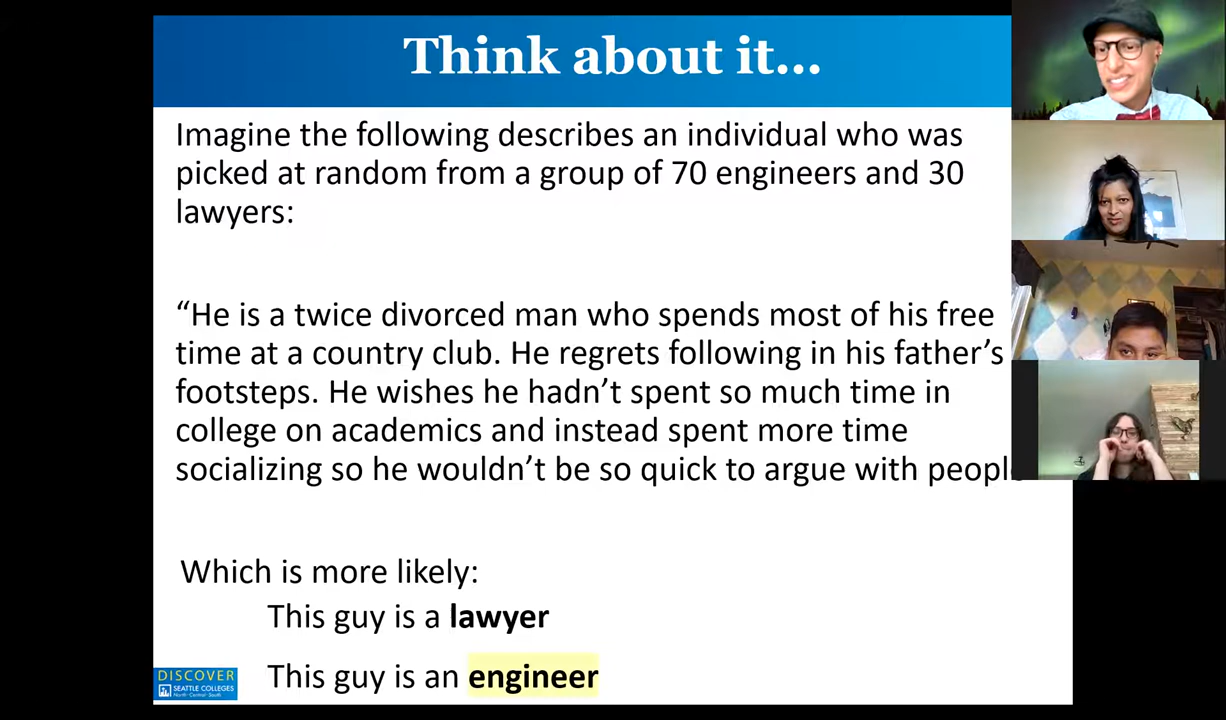 Think about it...
Imagine the following describes an individual who was
picked at random from a group of 70 engineers and 30
lawyers:
“He is a twice divorced man who spends most of his free
time at a country club. He regrets following in his father’s
footsteps. He wishes he hadn’t spent so much time in
college on academics and instead spent more time
socializing so he wouldn’t be so quick to argue with people
Which is more likely:
This guy is a lawyer
This guy is an engineer
DISCOVER
SEATTLE COLLEGES
North · Central · South